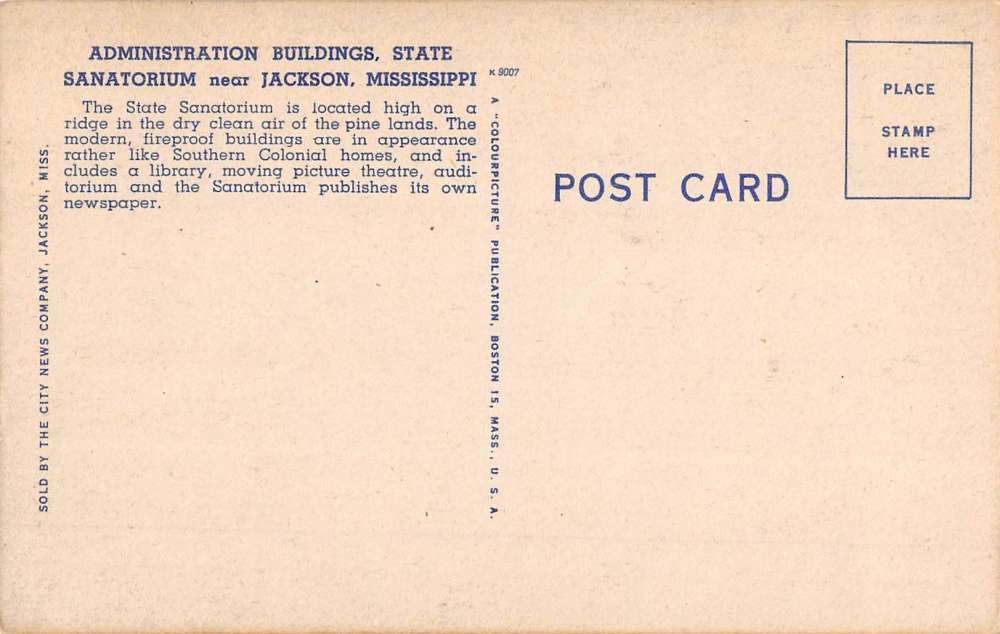 ADMINISTRATION BUILDINGS, STATE
SANATORIUM near JACKSON, MISSISSIPPI
The State Sanatorium is located high on a
ridge in the dry clean air of the pine lands. The
modern, fireproof buildings are in appearance
rather like Southern Colonial homes, and in-
cludes a library, moving picture theatre, audi-
torium and the Sanatorium publishes its own
newspaper.
SOLD BY THE CITY NEWS COMPANY, JACKSON, MISS.
K 9007
A "COLOURPICTURE" PUBLICATION, BOSTON 15, MASS., U. S. A.
POST CARD
PLACE
STAMP
HERE